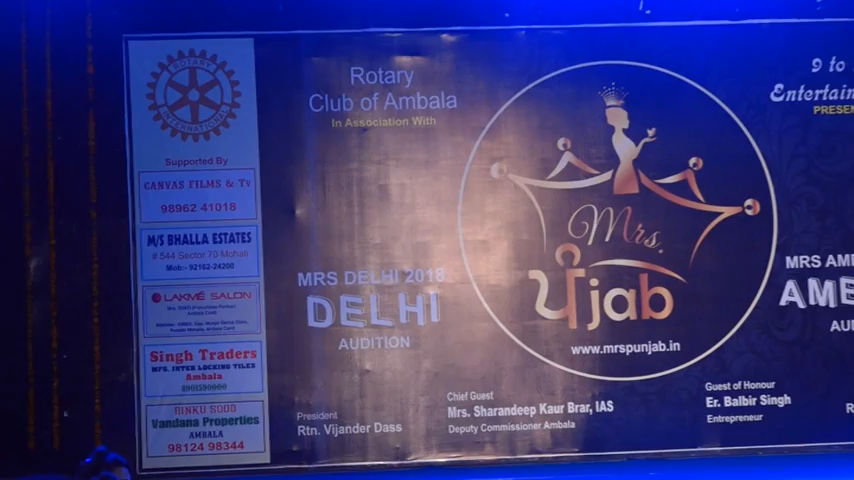 ROTARY
INTERNATIONAL
Supported By
CANVAS FILMS & TV
98962 41018
M/S BHALLA ESTATES
# 544 Sector 70 Mohali
Mob:- 92162-24200
LAKMÉ SALON
Singh Traders
MFG. INTER LOCKING TILES
Ambala
RINKU SOOD
Vandana Properties
AMBALA
98124 98344
Rotary
Club of Ambala
In Association With
MRS DELHI 2018
DELHI
AUDITION
President
Rtn. Vijander Dass
Mrs.
ਪੰjab
www.mrspunjab.in
Chief Guest
Mrs. Sharandeep Kaur Brar, IAS
Deputy Commissioner Ambala
9 to
Entertain
PRESEN
MRS AM
AMB
AU
Guest of Honour
Er. Balbir Singh
Entrepreneur
R